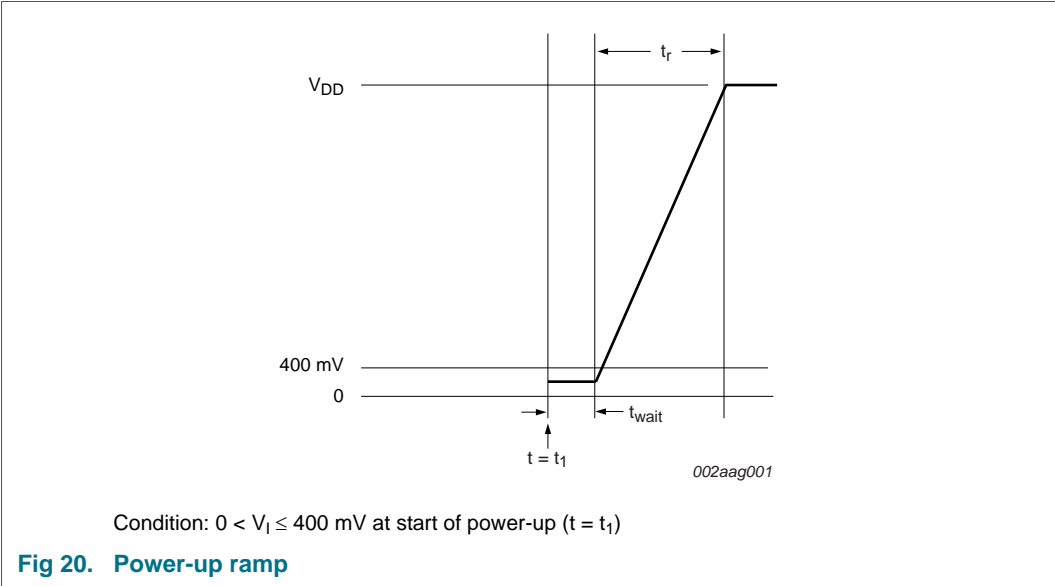 t_r
V_DD
400 mV
0
t_wait
t = t_1
002aag001
Condition: 0 < V_I ≤ 400 mV at start of power-up (t = t_1)
Fig 20. Power-up ramp